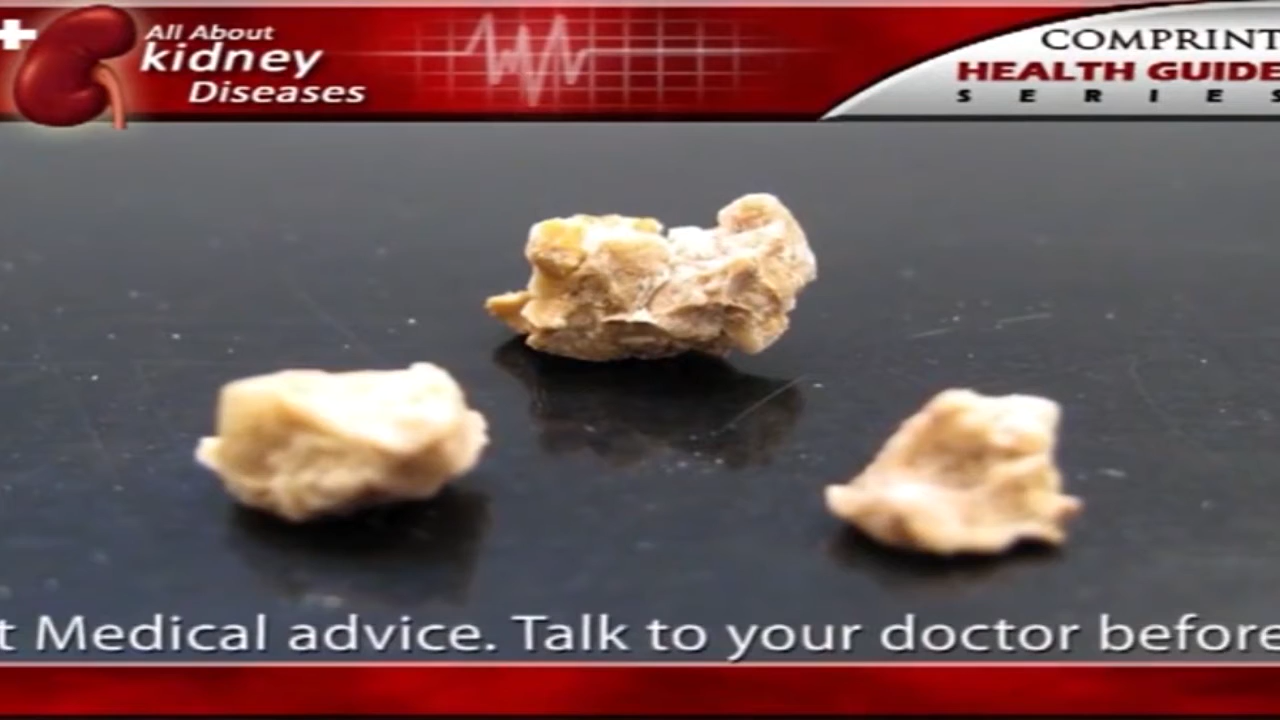 All About
kidney
Diseases
COMPRINT
HEALTH GUIDE
SERIES
t Medical advice. Talk to your doctor before